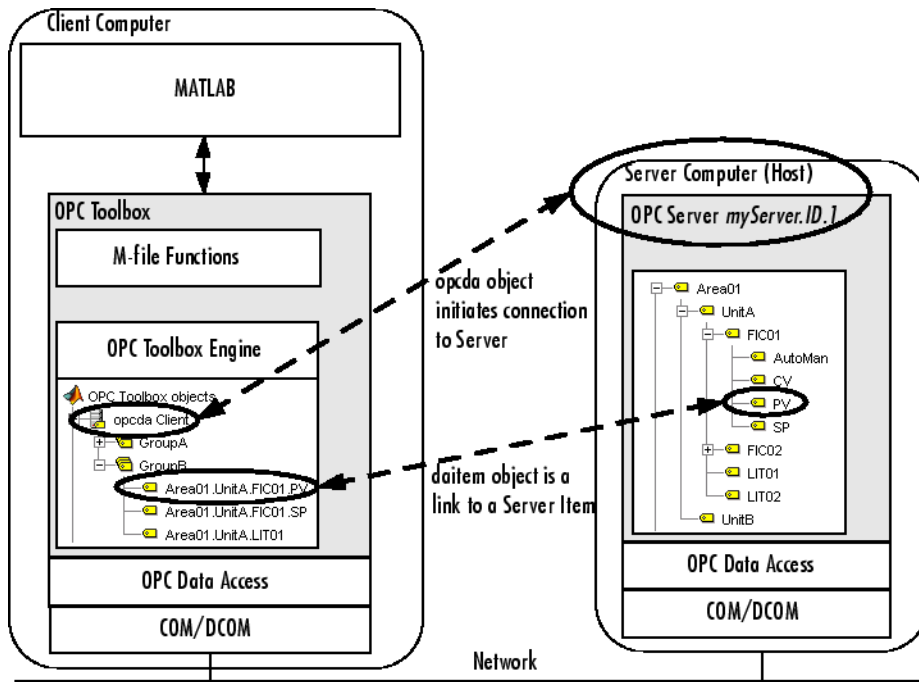 Client Computer
MATLAB
OPC Toolbox
M-file Functions
OPC Toolbox Engine
OPC Toolbox objects
opcda Client
GroupA
GroupB
Area01.UnitA.FIC01.PV
Area01.UnitA.FIC01.SP
Area01.UnitA.LIT01
OPC Data Access
COM/DCOM
opcda object
initiates connection
to Server
daitem object is a
link to a Server Item
Server Computer (Host)
OPC Server myServer.ID.1
Area01
UnitA
FIC01
AutoMan
CV
PV
SP
FIC02
LIT01
LIT02
UnitB
OPC Data Access
COM/DCOM
Network